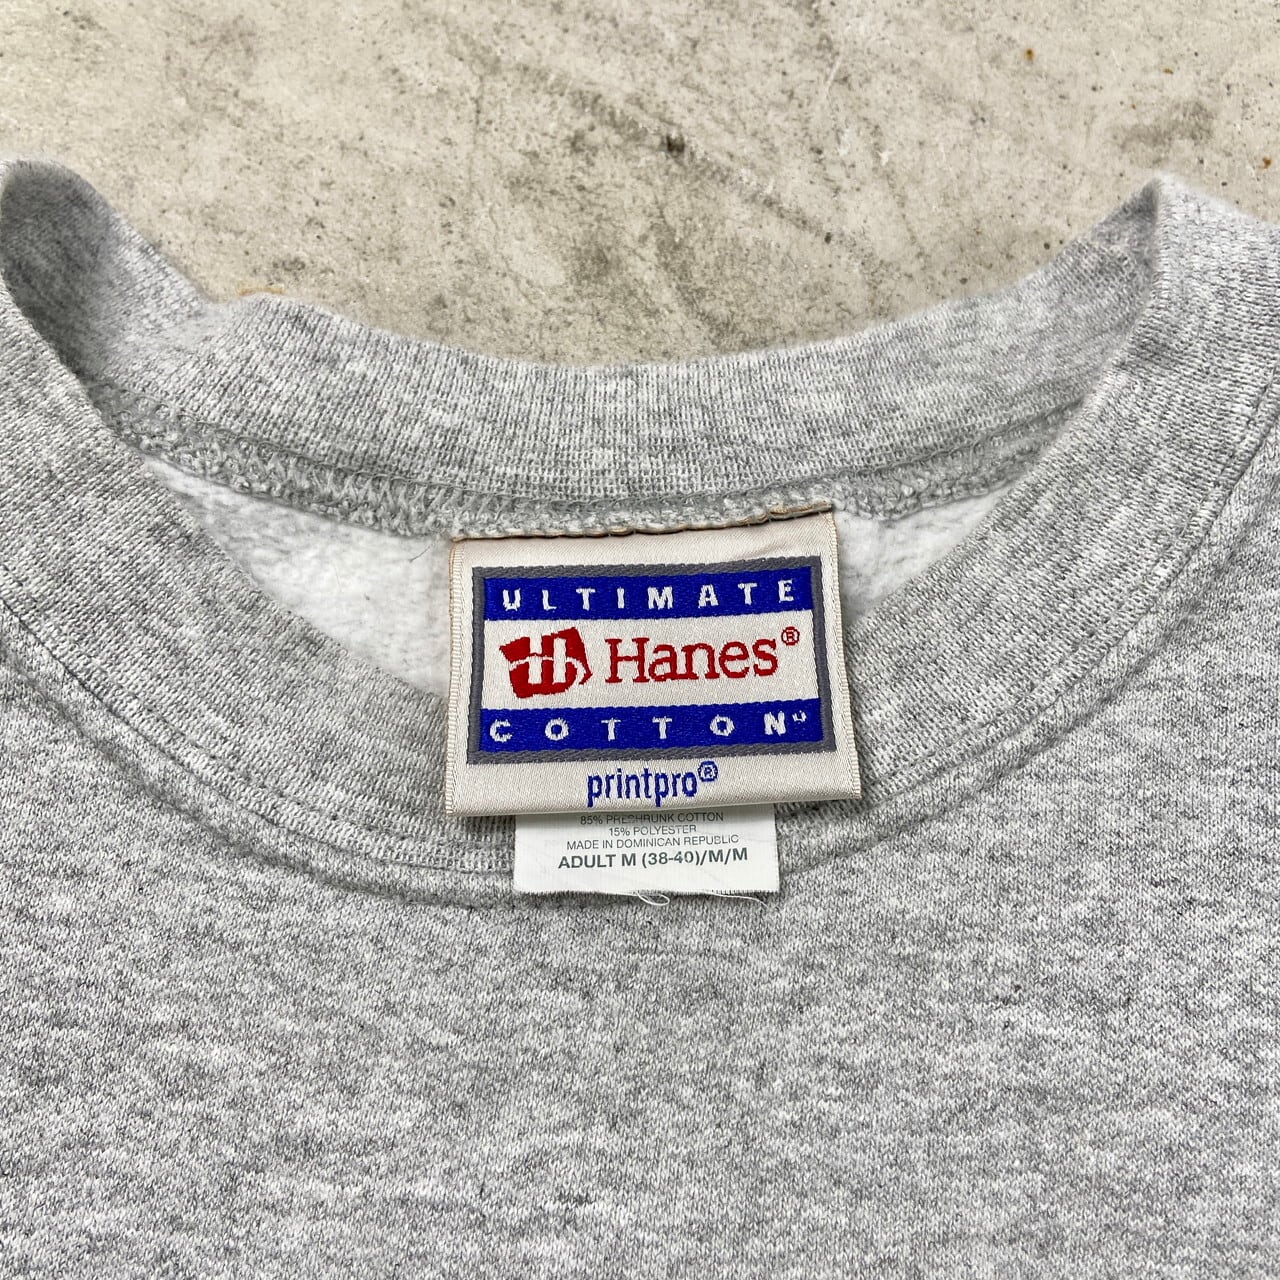 ULTIMATE
Hanes®
COTTON
printpro®
85% PRESHRUNK COTTON
15% POLYESTER
MADE IN DOMINICAN REPUBLIC
ADULT M (38-40)/M/M